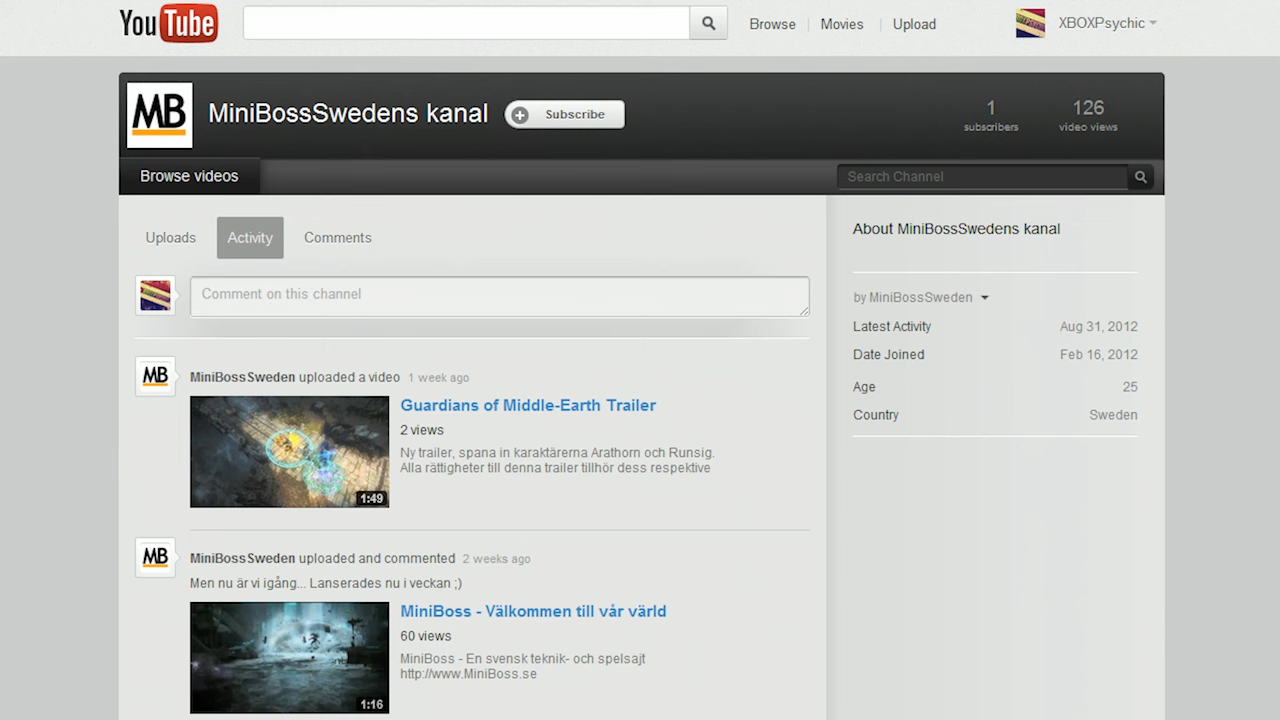 YouTube
Browse
Movies
Upload
XBOXPsychic
MB
MiniBossSwedens kanal
Subscribe
1
subscribers
126
video views
Browse videos
Search Channel
Uploads
Activity
Comments
Comment on this channel
MB
MiniBossSweden uploaded a video 1 week ago
Guardians of Middle-Earth Trailer
2 views
Ny trailer, spana in karaktärerna Arathorn och Runsig.
Alla rättigheter till denna trailer tillhör dess respektive
1:49
MB
MiniBossSweden uploaded and commented 2 weeks ago
Men nu är vi igång... Lanserades nu i veckan ;)
MiniBoss - Välkommen till vår värld
60 views
MiniBoss - En svensk teknik- och spelsajt
http://www.MiniBoss.se
1:16
About MiniBossSwedens kanal
by MiniBossSweden
Latest Activity Aug 31, 2012
Date Joined Feb 16, 2012
Age 25
Country Sweden